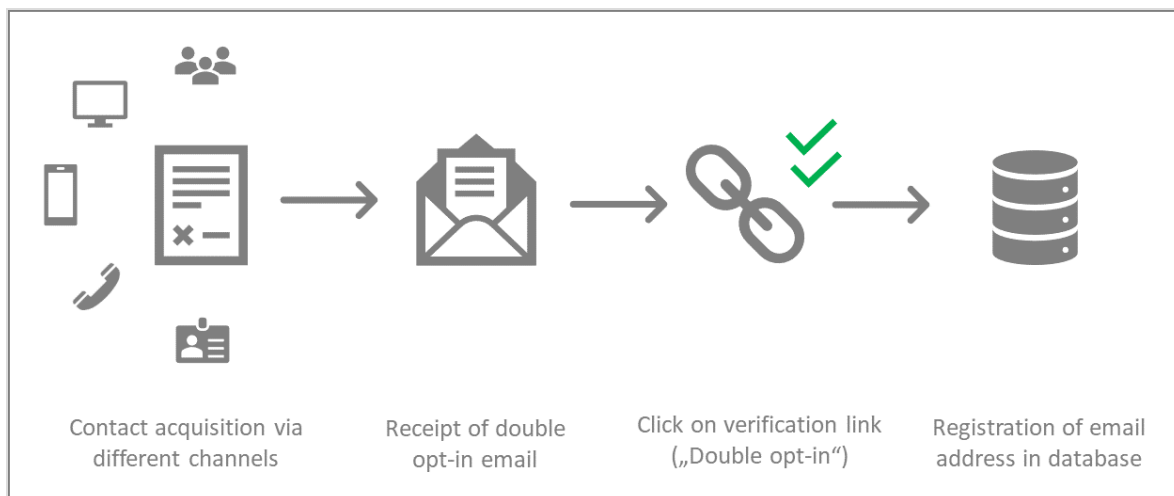 Contact acquisition via
different channels
Receipt of double
opt-in email
Click on verification link
(„Double opt-in“)
Registration of email
address in database